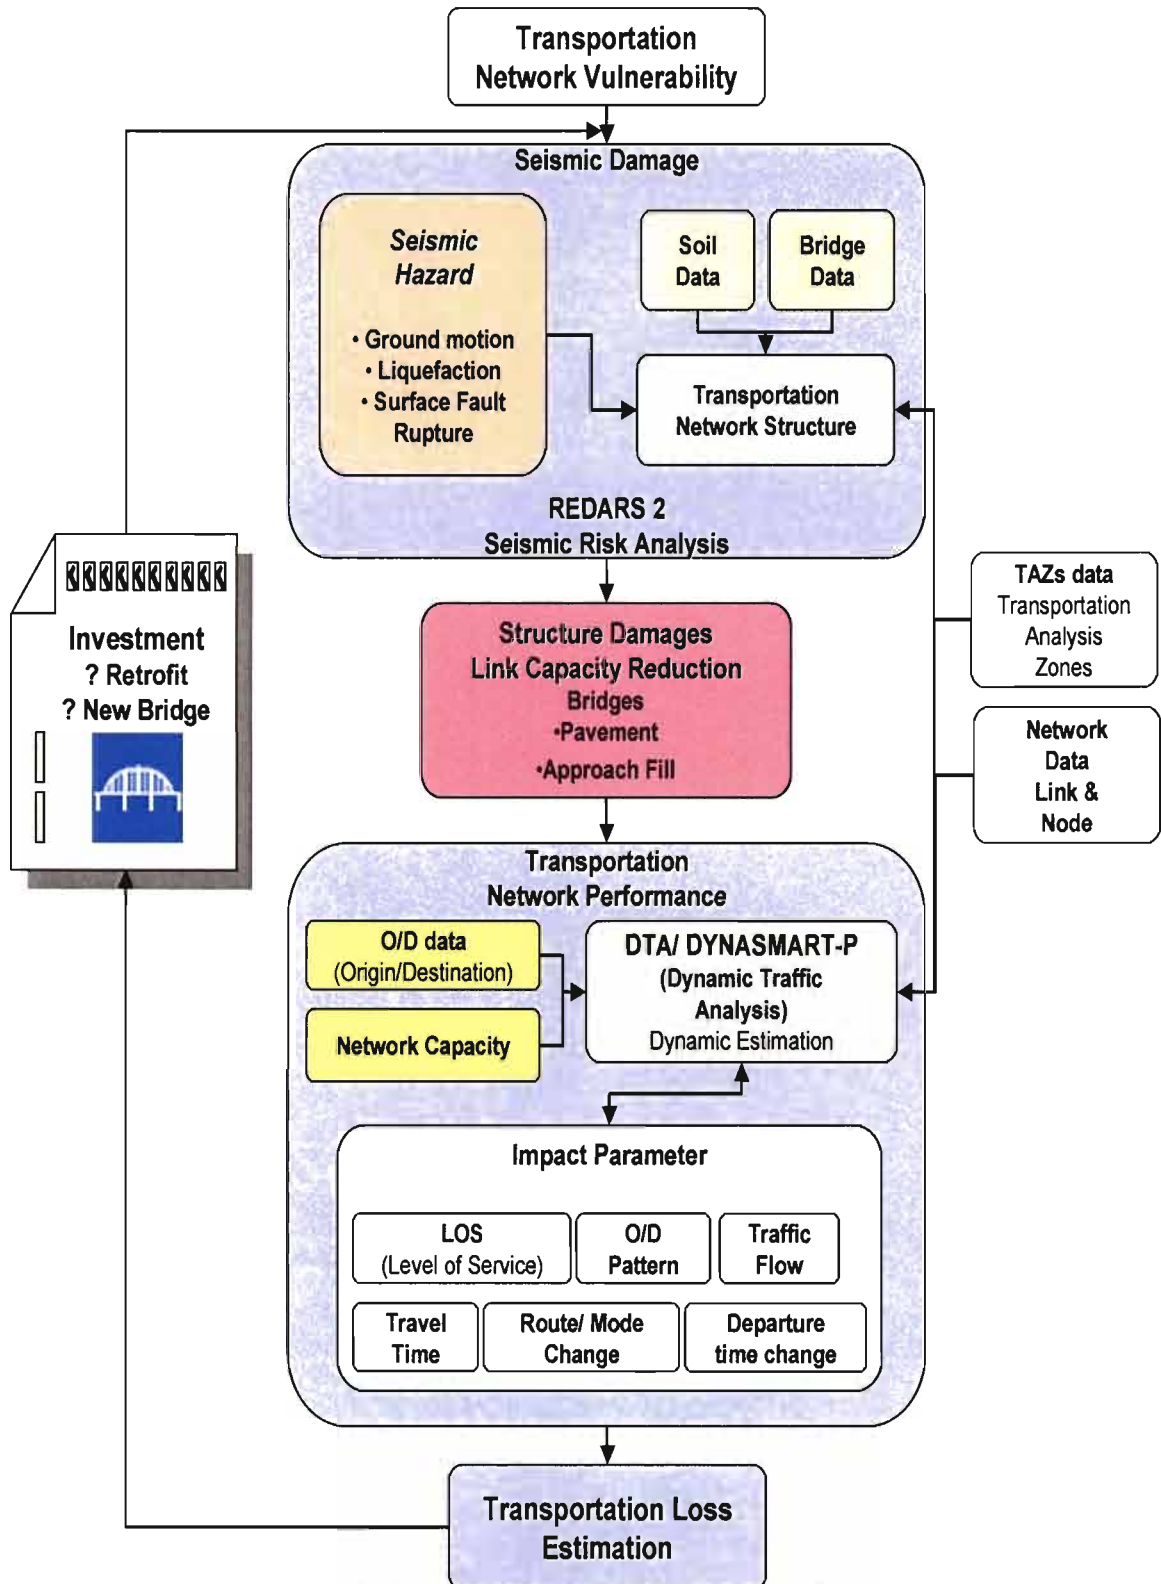 Transportation
Network Vulnerability
Seismic Damage
Seismic
Hazard
• Ground motion
• Liquefaction
• Surface Fault
Rupture
Soil
Data
Bridge
Data
Transportation
Network Structure
REDARS 2
Seismic Risk Analysis
TAZs data
Transportation
Analysis
Zones
Network
Data
Link &
Node
Investment
? Retrofit
? New Bridge
Structure Damages
Link Capacity Reduction
Bridges
•Pavement
•Approach Fill
Transportation
Network Performance
O/D data
(Origin/Destination)
Network Capacity
DTA/ DYNASMART-P
(Dynamic Traffic
Analysis)
Dynamic Estimation
Impact Parameter
LOS
(Level of Service)
O/D
Pattern
Traffic
Flow
Travel
Time
Route/ Mode
Change
Departure
time change
Transportation Loss
Estimation